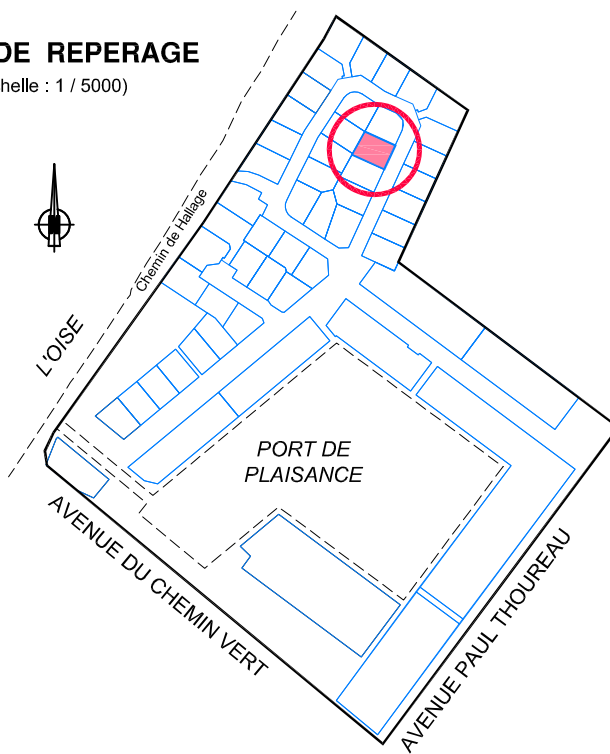 DE REPERAGE
helle : 1 / 5000)
Chemin de Hallage
L'OISE
PORT DE
PLAISANCE
AVENUE DU CHEMIN VERT
AVENUE PAUL THOUREAU